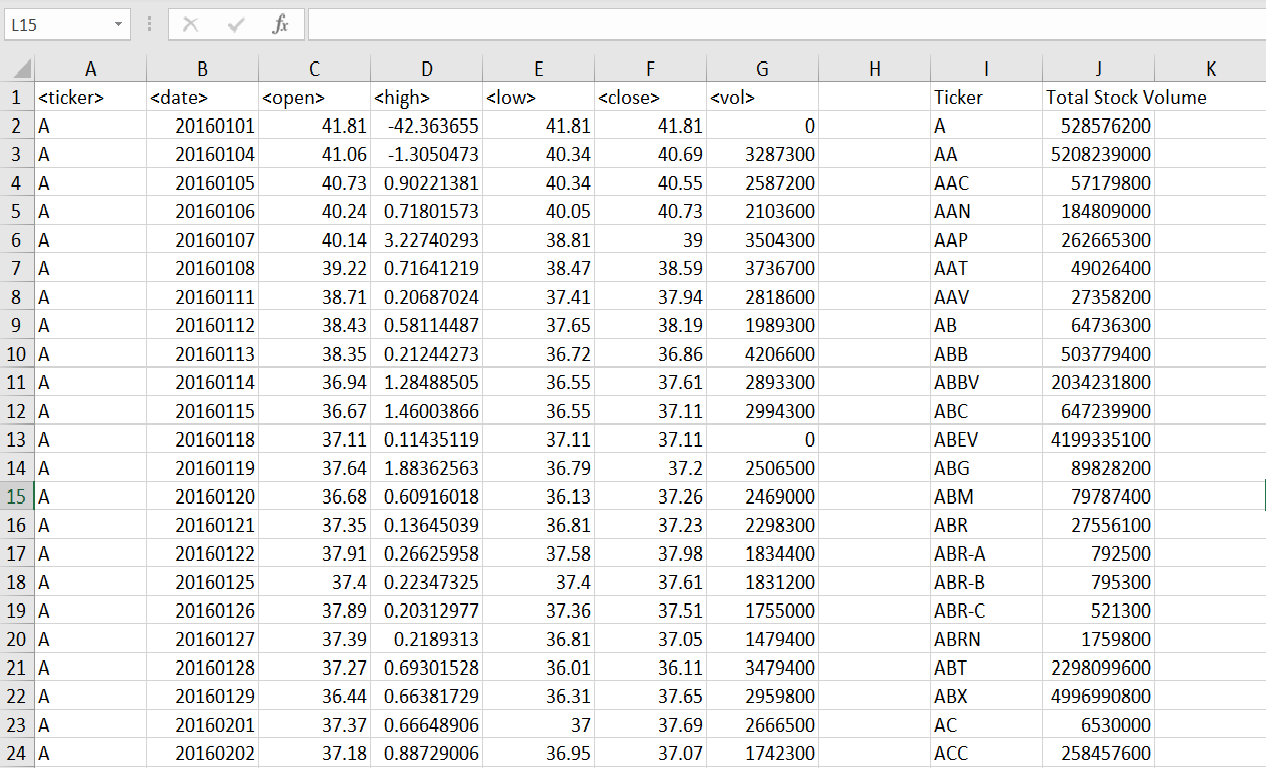 L15 fx
A B C D E F G H I J K
1 <ticker> <date> <open> <high> <low> <close> <vol> Ticker Total Stock Volume
2 A 20160101 41.81 -42.363655 41.81 41.81 0 A 528576200
3 A 20160104 41.06 -1.3050473 40.34 40.69 3287300 AA 5208239000
4 A 20160105 40.73 0.90221381 40.34 40.55 2587200 AAC 57179800
5 A 20160106 40.24 0.71801573 40.05 40.73 2103600 AAN 184809000
6 A 20160107 40.14 3.22740293 38.81 39 3504300 AAP 262665300
7 A 20160108 39.22 0.71641219 38.47 38.59 3736700 AAT 49026400
8 A 20160111 38.71 0.20687024 37.41 37.94 2818600 AAV 27358200
9 A 20160112 38.43 0.58114487 37.65 38.19 1989300 AB 64736300
10 A 20160113 38.35 0.21244273 36.72 36.86 4206600 ABB 503779400
11 A 20160114 36.94 1.28488505 36.55 37.61 2893300 ABBV 2034231800
12 A 20160115 36.67 1.46003866 36.55 37.11 2994300 ABC 647239900
13 A 20160118 37.11 0.11435119 37.11 37.11 0 ABEV 4199335100
14 A 20160119 37.64 1.88362563 36.79 37.2 2506500 ABG 89828200
15 A 20160120 36.68 0.60916018 36.13 37.26 2469000 ABM 79787400
16 A 20160121 37.35 0.13645039 36.81 37.23 2298300 ABR 27556100
17 A 20160122 37.91 0.26625958 37.58 37.98 1834400 ABR-A 792500
18 A 20160125 37.4 0.22347325 37.4 37.61 1831200 ABR-B 795300
19 A 20160126 37.89 0.20312977 37.36 37.51 1755000 ABR-C 521300
20 A 20160127 37.39 0.2189313 36.81 37.05 1479400 ABRN 1759800
21 A 20160128 37.27 0.69301528 36.01 36.11 3479400 ABT 2298099600
22 A 20160129 36.44 0.66381729 36.31 37.65 2959800 ABX 4996990800
23 A 20160201 37.37 0.66648906 37 37.69 2666500 AC 6530000
24 A 20160202 37.18 0.88729006 36.95 37.07 1742300 ACC 258457600